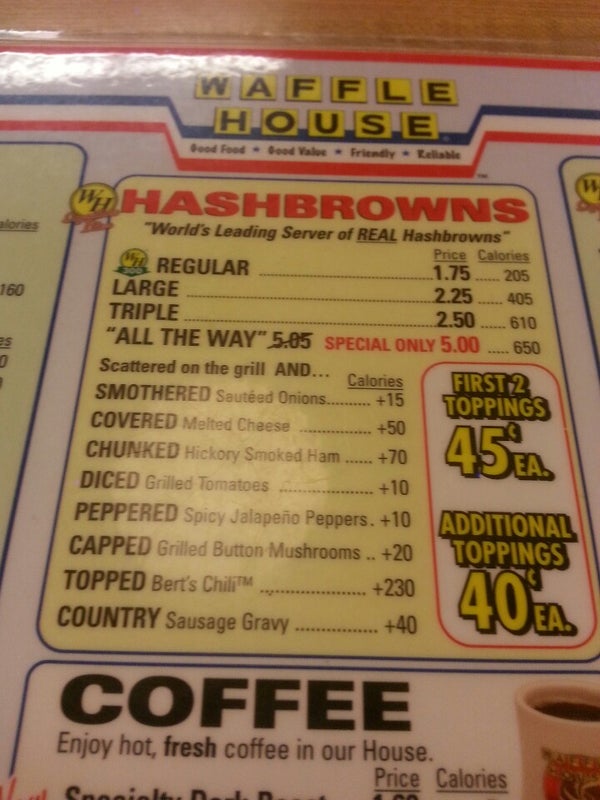 WAFFLE
HOUSE
Good Food ★ Good Value ★ Friendly ★ Reliable
WH HASHBROWNS
"World's Leading Server of REAL Hashbrowns"
Price Calories
REGULAR 1.75 205
LARGE 2.25 405
TRIPLE 2.50 610
"ALL THE WAY" 5.05 SPECIAL ONLY 5.00 650
Scattered on the grill AND...
Calories
SMOTHERED Sautéed Onions +15
COVERED Melted Cheese +50
CHUNKED Hickory Smoked Ham +70
DICED Grilled Tomatoes +10
PEPPERED Spicy Jalapeño Peppers +10
CAPPED Grilled Button Mushrooms +20
TOPPED Bert's Chili™ +230
COUNTRY Sausage Gravy +40
FIRST 2
TOPPINGS
45¢ EA.
ADDITIONAL
TOPPINGS
40¢ EA.
alories
160
COFFEE
Enjoy hot, fresh coffee in our House.
Price Calories